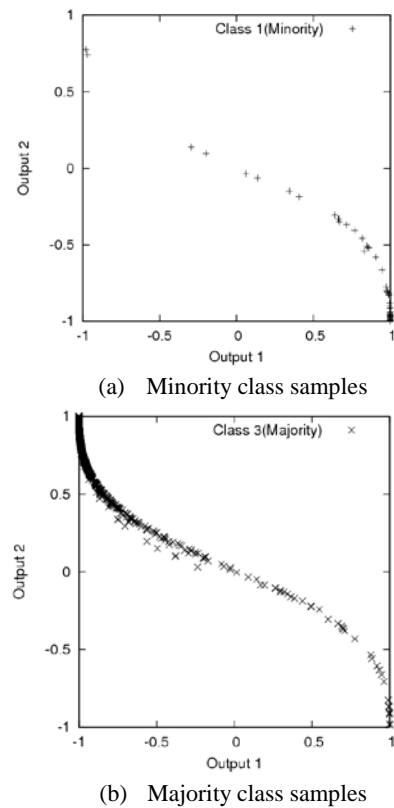 1
Class 1(Minority) +
0.5
0
-0.5
-1
Output 2
-1 -0.5 0 0.5 1
Output 1
(a) Minority class samples
1
Class 3(Majority) ×
0.5
0
-0.5
-1
Output 2
-1 -0.5 0 0.5 1
Output 1
(b) Majority class samples